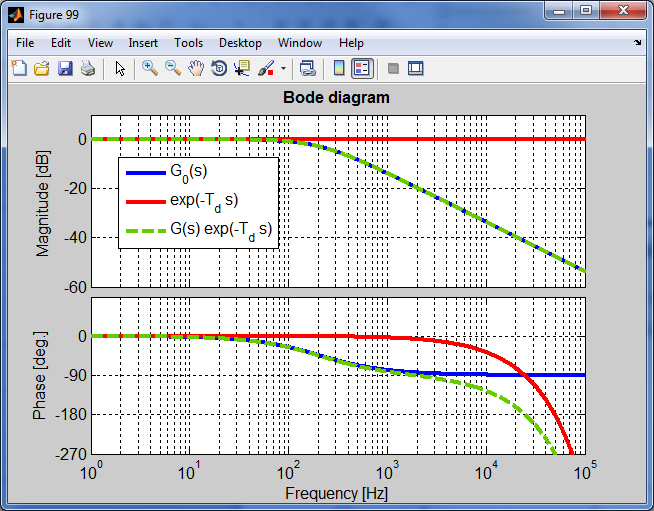 Figure 99
File Edit View Insert Tools Desktop Window Help
Bode diagram
Magnitude [dB]
0
-20
-40
-60
G0(s)
exp(-Td s)
G(s) exp(-Td s)
Phase [deg.]
0
-90
-180
-270
10^0 10^1 10^2 10^3 10^4 10^5
Frequency [Hz]